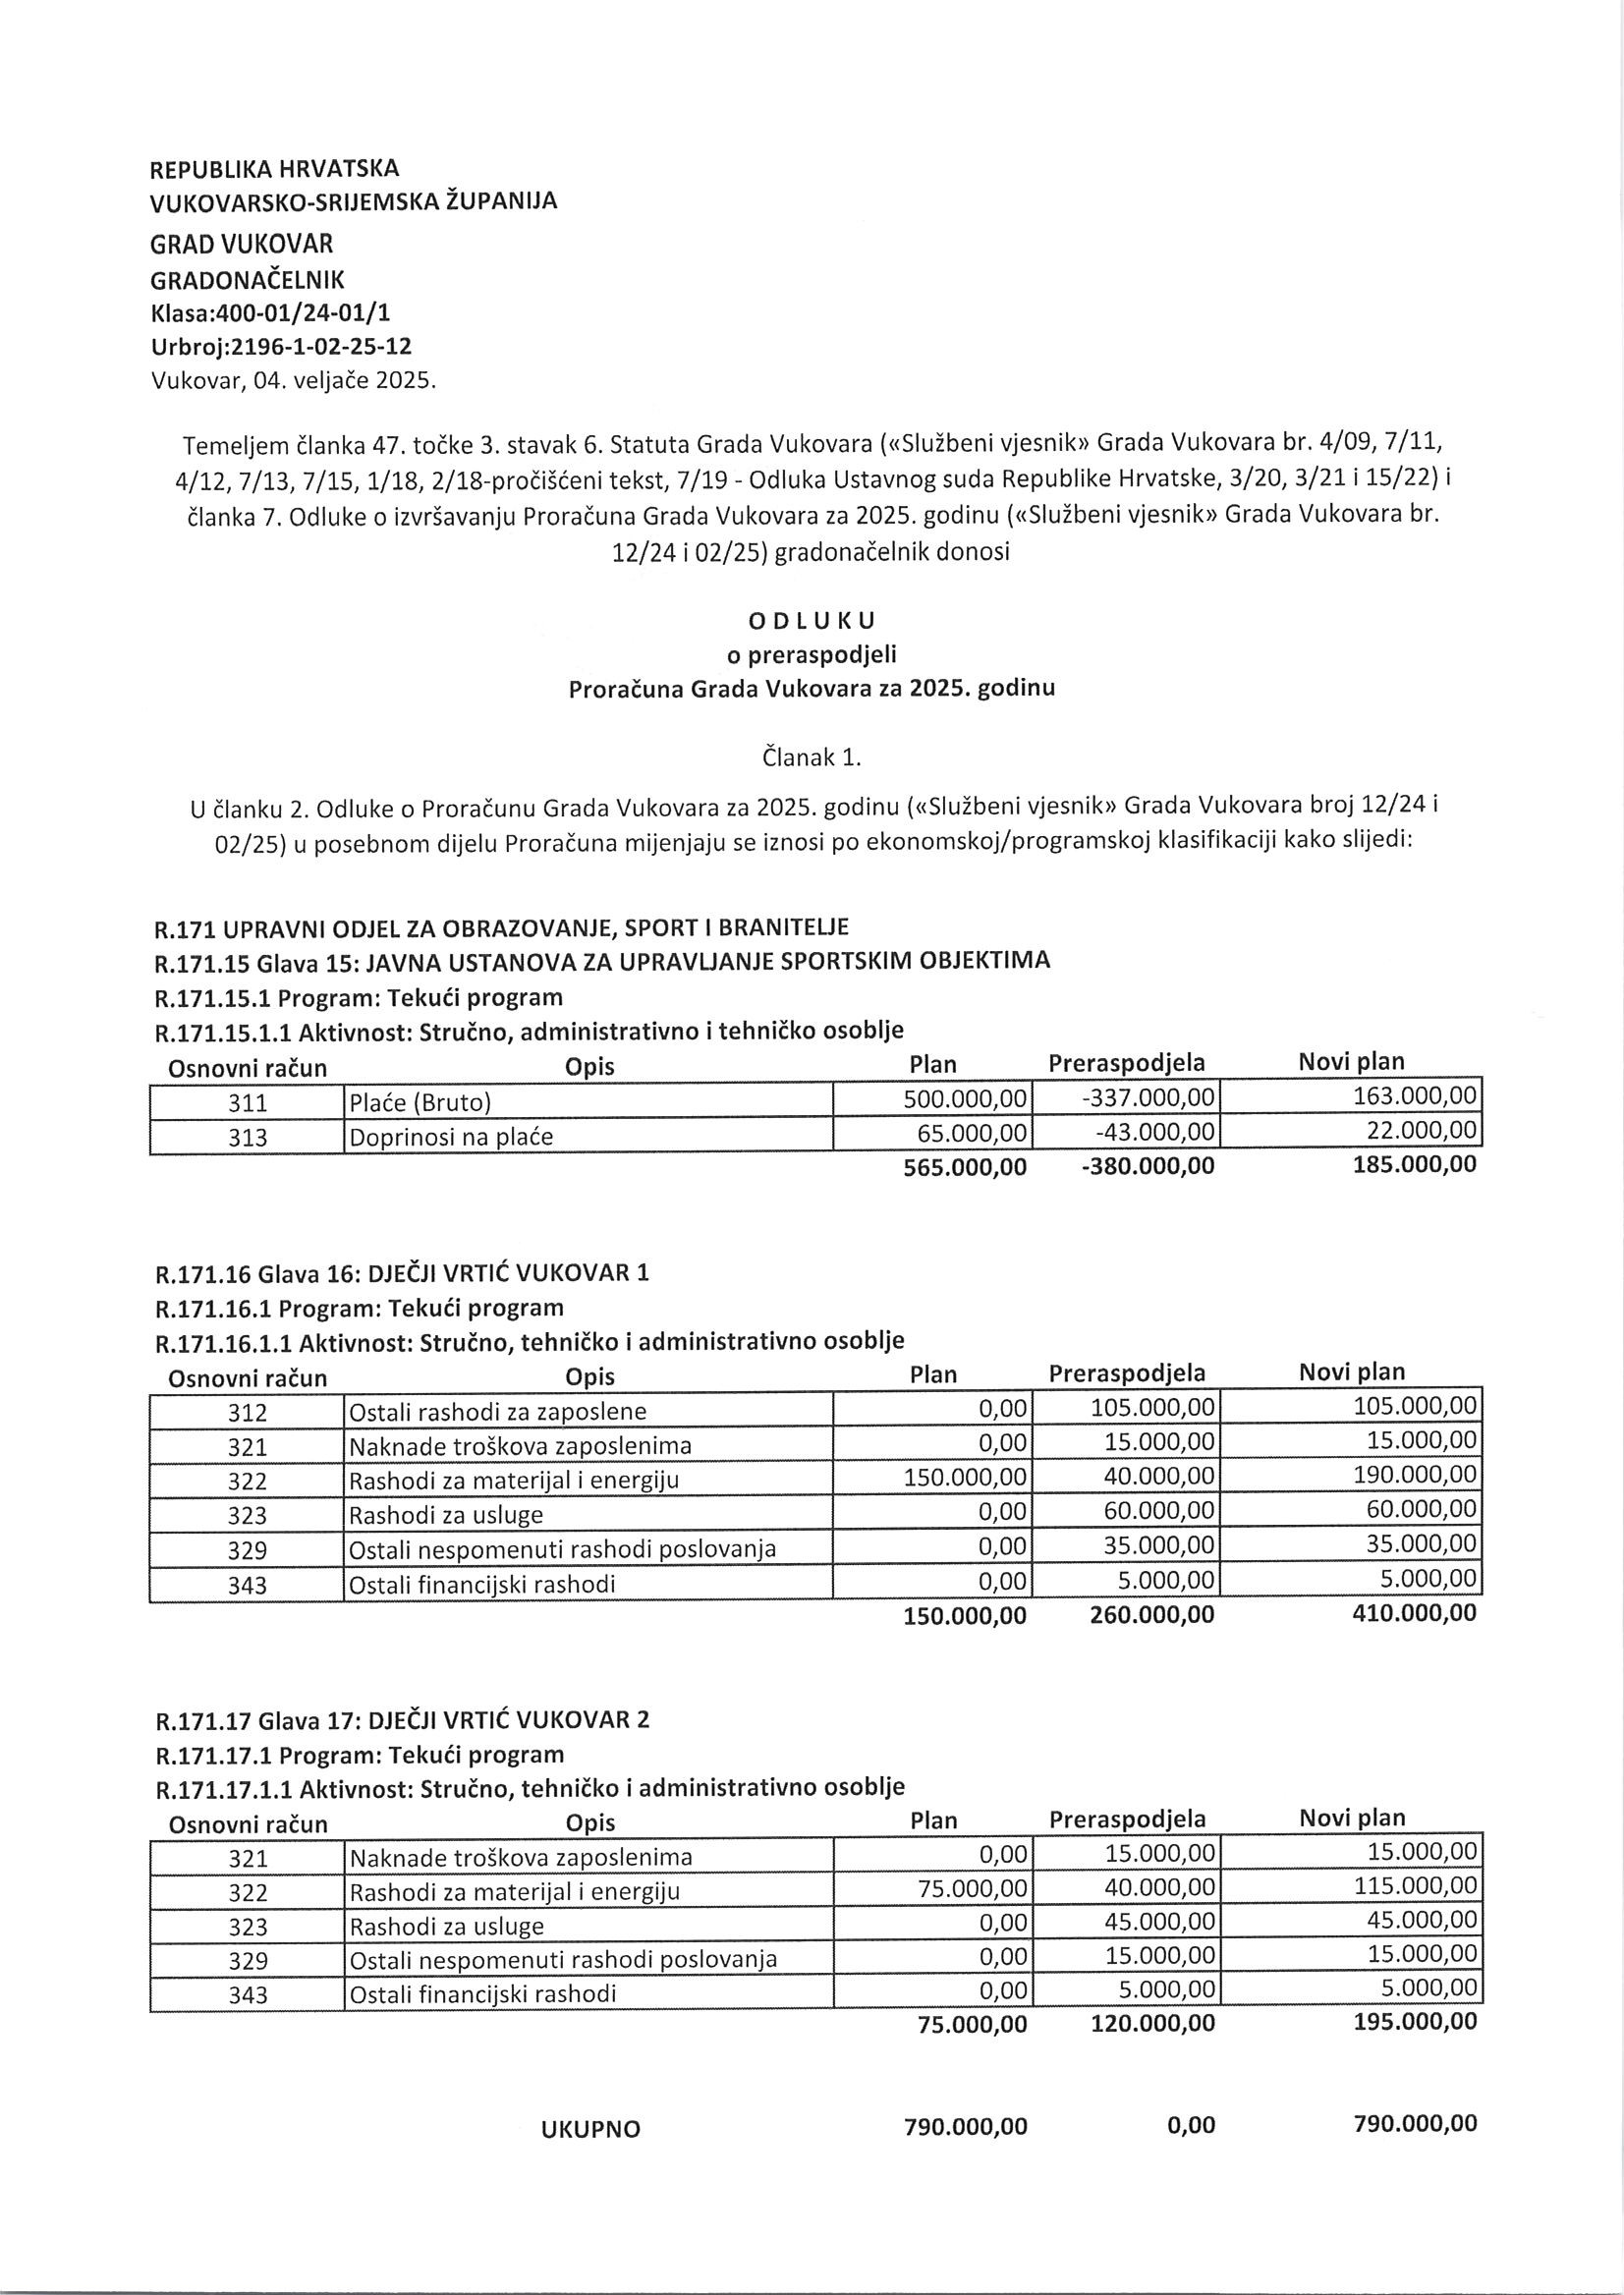 REPUBLIKA HRVATSKA
VUKOVARSKO-SRIJEMSKA ŽUPANIJA
GRAD VUKOVAR
GRADONAČELNIK
Klasa:400-01/24-01/1
Urbroj:2196-1-02-25-12
Vukovar, 04. veljače 2025.
Temeljem članka 47. točke 3. stavak 6. Statuta Grada Vukovara («Službeni vjesnik» Grada Vukovara br. 4/09, 7/11,
4/12, 7/13, 7/15, 1/18, 2/18-pročišćeni tekst, 7/19 - Odluka Ustavnog suda Republike Hrvatske, 3/20, 3/21 i 15/22) i
članka 7. Odluke o izvršavanju Proračuna Grada Vukovara za 2025. godinu («Službeni vjesnik» Grada Vukovara br.
12/24 i 02/25) gradonačelnik donosi
O D L U K U
o preraspodjeli
Proračuna Grada Vukovara za 2025. godinu
Članak 1.
U članku 2. Odluke o Proračunu Grada Vukovara za 2025. godinu («Službeni vjesnik» Grada Vukovara broj 12/24 i
02/25) u posebnom dijelu Proračuna mijenjaju se iznosi po ekonomskoj/programskoj klasifikaciji kako slijedi:
R.171 UPRAVNI ODJEL ZA OBRAZOVANJE, SPORT I BRANITELJE
R.171.15 Glava 15: JAVNA USTANOVA ZA UPRAVLJANJE SPORTSKIM OBJEKTIMA
R.171.15.1 Program: Tekući program
R.171.15.1.1 Aktivnost: Stručno, administrativno i tehničko osoblje
Osnovni račun Opis Plan Preraspodjela Novi plan
311 Plaće (Bruto) 500.000,00 -337.000,00 163.000,00
313 Doprinosi na plaće 65.000,00 -43.000,00 22.000,00
565.000,00 -380.000,00 185.000,00
R.171.16 Glava 16: DJEČJI VRTIĆ VUKOVAR 1
R.171.16.1 Program: Tekući program
R.171.16.1.1 Aktivnost: Stručno, tehničko i administrativno osoblje
Osnovni račun Opis Plan Preraspodjela Novi plan
312 Ostali rashodi za zaposlene 0,00 105.000,00 105.000,00
321 Naknade troškova zaposlenima 0,00 15.000,00 15.000,00
322 Rashodi za materijal i energiju 150.000,00 40.000,00 190.000,00
323 Rashodi za usluge 0,00 60.000,00 60.000,00
329 Ostali nespomenuti rashodi poslovanja 0,00 35.000,00 35.000,00
343 Ostali financijski rashodi 0,00 5.000,00 5.000,00
150.000,00 260.000,00 410.000,00
R.171.17 Glava 17: DJEČJI VRTIĆ VUKOVAR 2
R.171.17.1 Program: Tekući program
R.171.17.1.1 Aktivnost: Stručno, tehničko i administrativno osoblje
Osnovni račun Opis Plan Preraspodjela Novi plan
321 Naknade troškova zaposlenima 0,00 15.000,00 15.000,00
322 Rashodi za materijal i energiju 75.000,00 40.000,00 115.000,00
323 Rashodi za usluge 0,00 45.000,00 45.000,00
329 Ostali nespomenuti rashodi poslovanja 0,00 15.000,00 15.000,00
343 Ostali financijski rashodi 0,00 5.000,00 5.000,00
75.000,00 120.000,00 195.000,00
UKUPNO 790.000,00 0,00 790.000,00